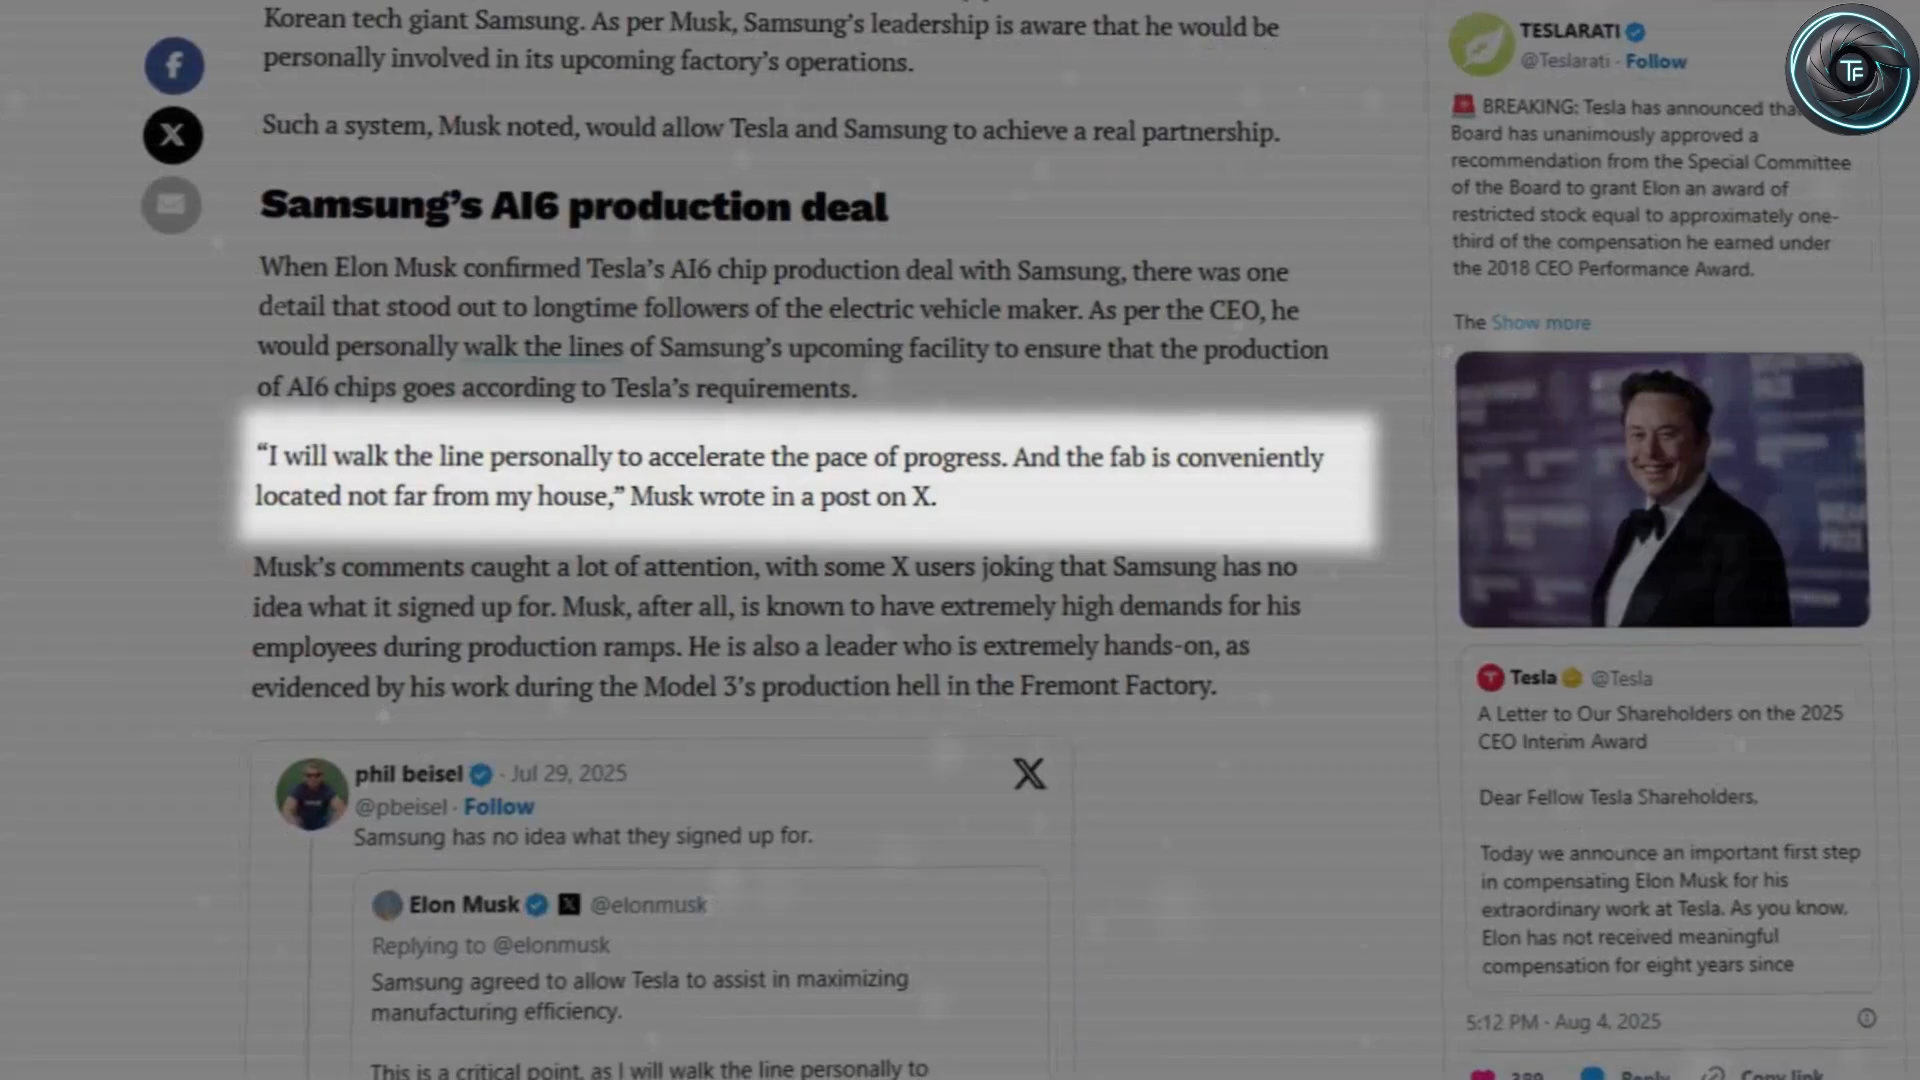 Korean tech giant Samsung. As per Musk, Samsung’s leadership is aware that he would be
personally involved in its upcoming factory’s operations.
Such a system, Musk noted, would allow Tesla and Samsung to achieve a real partnership.
Samsung’s AI6 production deal
When Elon Musk confirmed Tesla’s AI6 chip production deal with Samsung, there was one
detail that stood out to longtime followers of the electric vehicle maker. As per the CEO, he
would personally walk the lines of Samsung’s upcoming facility to ensure that the production
of AI6 chips goes according to Tesla’s requirements.
“I will walk the line personally to accelerate the pace of progress. And the fab is conveniently
located not far from my house,” Musk wrote in a post on X.
Musk’s comments caught a lot of attention, with some X users joking that Samsung has no
idea what it signed up for. Musk, after all, is known to have extremely high demands for his
employees during production ramps. He is also a leader who is extremely hands-on, as
evidenced by his work during the Model 3’s production hell in the Fremont Factory.
phil beisel · Jul 29, 2025
@pbeisel · Follow
Samsung has no idea what they signed up for.
Elon Musk @elonmusk
Replying to @elonmusk
Samsung agreed to allow Tesla to assist in maximizing
manufacturing efficiency.
This is a critical point, as I will walk the line personally to
TESLARATI
@Teslarati · Follow
TF
BREAKING: Tesla has announced
Board has unanimously approved a
recommendation from the Special Committee
of the Board to grant Elon an award of
restricted stock equal to approximately one-
third of the compensation he earned under
the 2018 CEO Performance Award.
The Show more
Tesla @Tesla
A Letter to Our Shareholders on the 2025
CEO Interim Award
Dear Fellow Tesla Shareholders,
Today we announce an important first step
in compensating Elon Musk for his
extraordinary work at Tesla. As you know,
Elon has not received meaningful
compensation for eight years since
5:12 PM · Aug 4, 2025
389 Reply Copy link